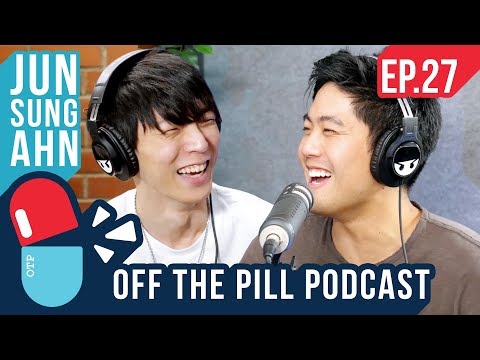 JUN
SUNG
AHN
EP.27
OTP
OFF THE PILL PODCAST